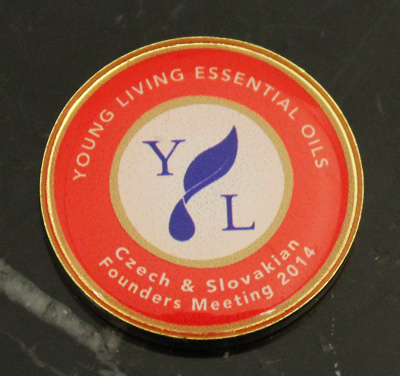 YOUNG LIVING ESSENTIAL OILS
Y L
Czech & Slovakian
Founders Meeting 2014